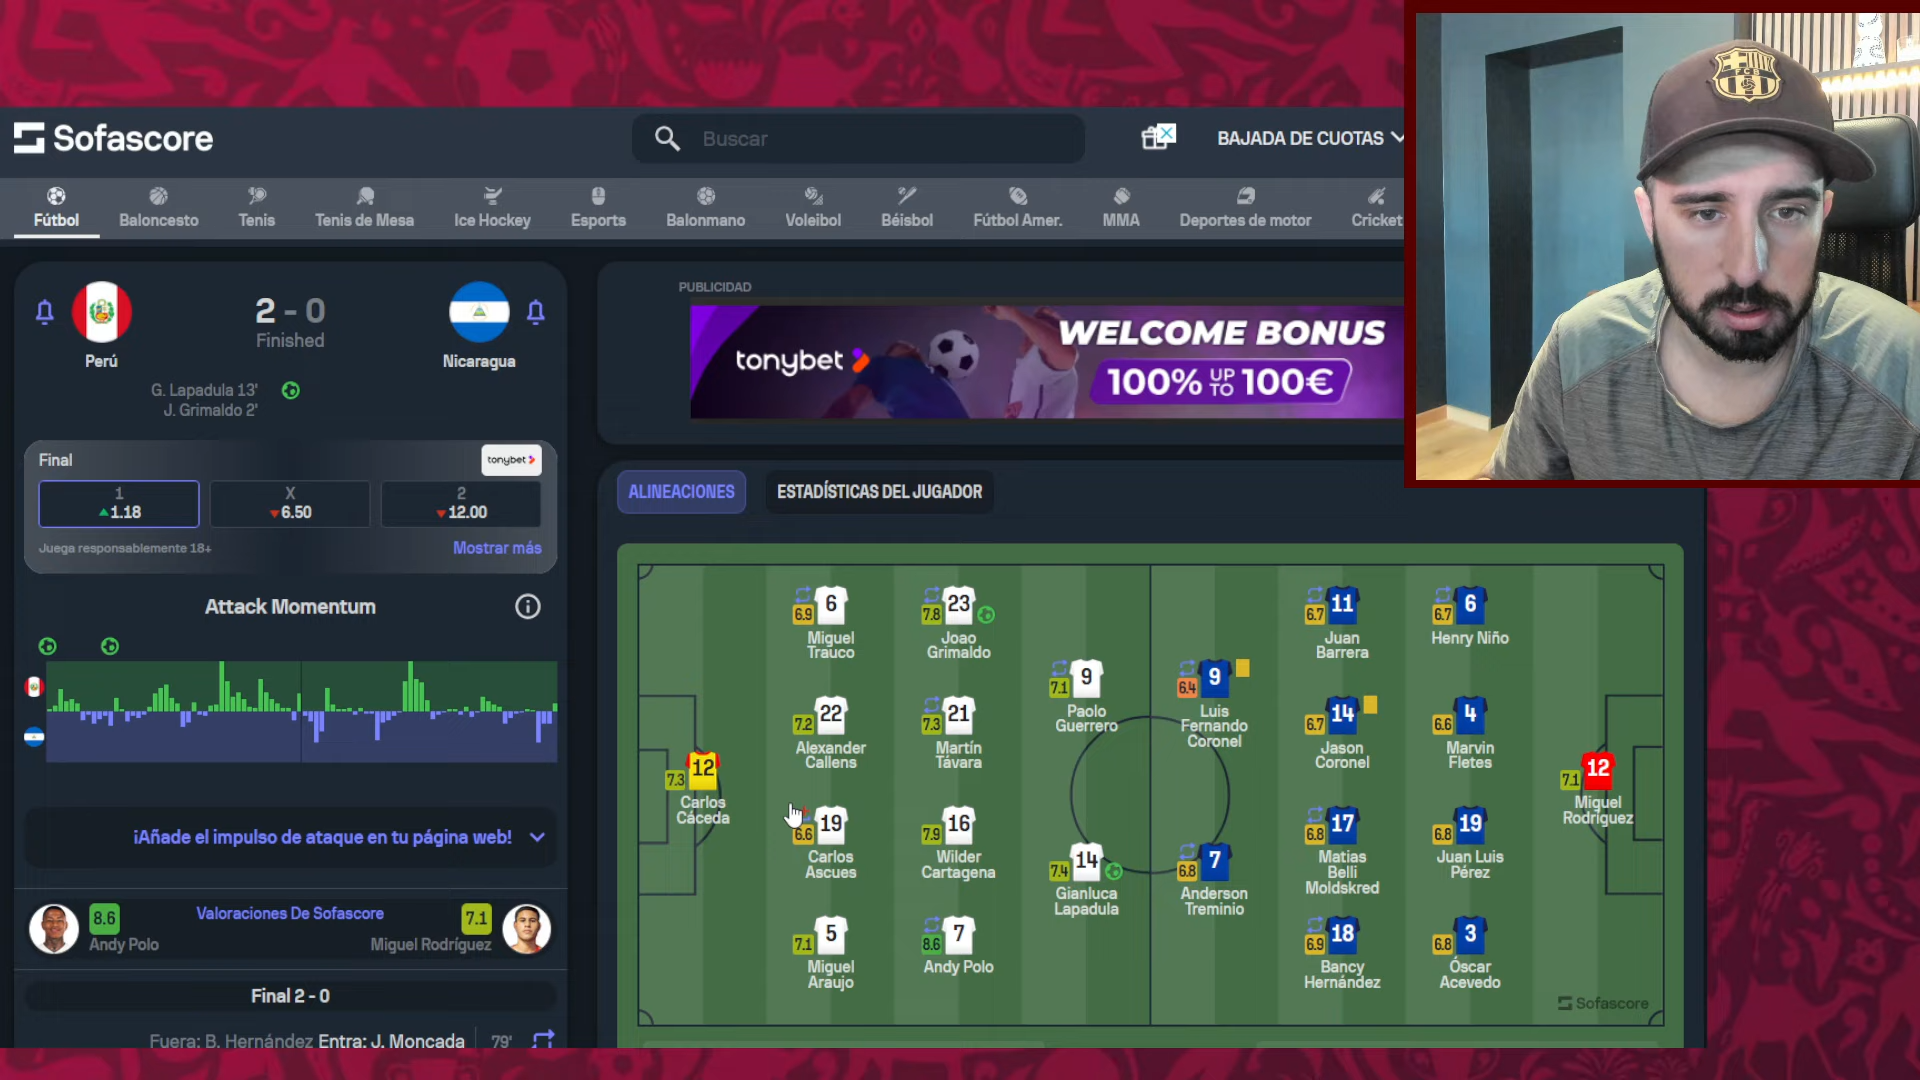 Sofascore
Buscar
BAJADA DE CUOTAS
Fútbol
Baloncesto
Tenis
Tenis de Mesa
Ice Hockey
Esports
Balonmano
Voleibol
Béisbol
Fútbol Amer.
MMA
Deportes de motor
Cricket
FCB
2 - 0
Finished
Perú
Nicaragua
G. Lapadula 13'
J. Grimaldo 2'
PUBLICIDAD
tonybet
WELCOME BONUS
100% UP TO 100€
Final
tonybet
1
1.18
X
6.50
2
12.00
Juega responsablemente 18+
Mostrar más
Attack Momentum
¡Añade el impulso de ataque en tu página web!
8.6
Andy Polo
Valoraciones De Sofascore
7.1
Miguel Rodríguez
Final 2 - 0
Fuera: B. Hernández Entra: J. Moncada
79'
ALINEACIONES
ESTADÍSTICAS DEL JUGADOR
12
7.3
Carlos
Cáceda
6
6.9
Miguel
Trauco
22
7.2
Alexander
Callens
19
6.6
Carlos
Ascues
5
7.1
Miguel
Araujo
23
7.8
Joao
Grimaldo
21
7.3
Martín
Távara
16
7.9
Wilder
Cartagena
7
8.6
Andy Polo
9
7.1
Paolo
Guerrero
14
7.4
Gianluca
Lapadula
9
6.4
Luis
Fernando
Coronel
7
6.8
Anderson
Treminio
11
6.7
Juan
Barrera
14
6.7
Jason
Coronel
17
6.8
Matias
Belli
Moldskred
18
6.9
Bancy
Hernández
6
6.7
Henry Niño
4
6.6
Marvin
Fletes
19
6.8
Juan Luis
Pérez
3
6.8
Óscar
Acevedo
12
7.1
Miguel
Rodríguez
Sofascore